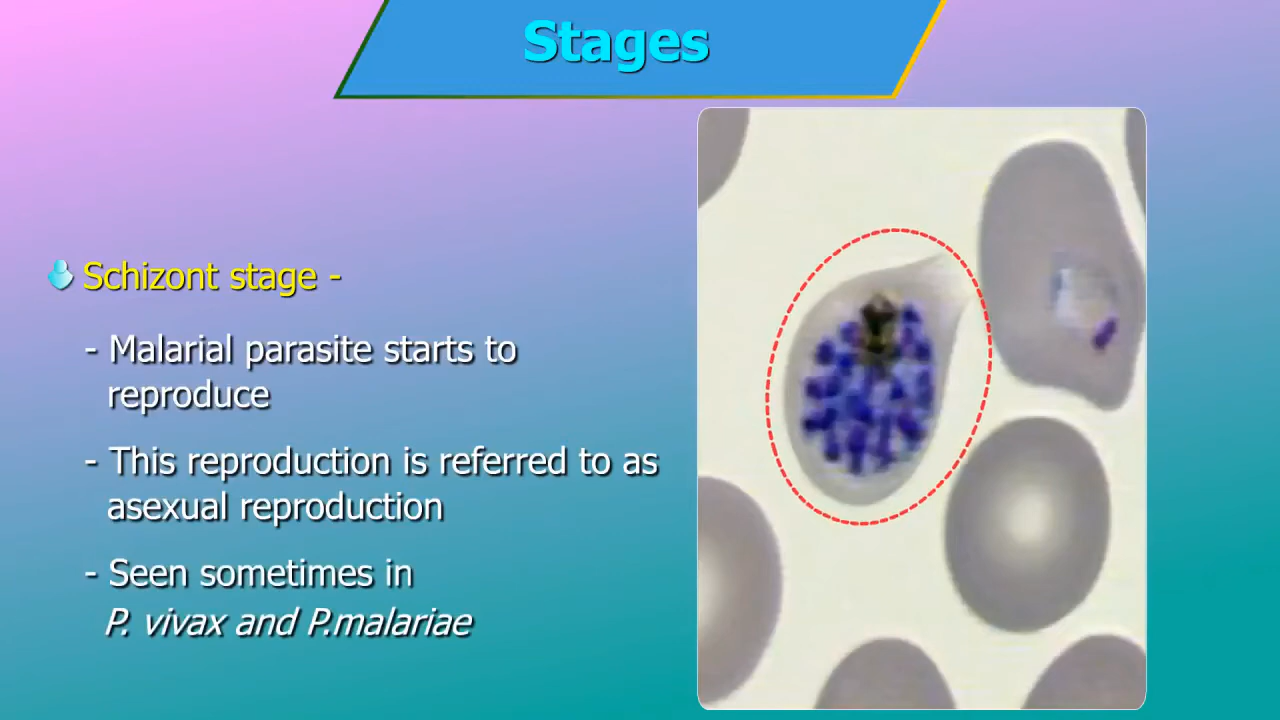 Stages
Schizont stage -
- Malarial parasite starts to
reproduce
- This reproduction is referred to as
asexual reproduction
- Seen sometimes in
P. vivax and P.malariae